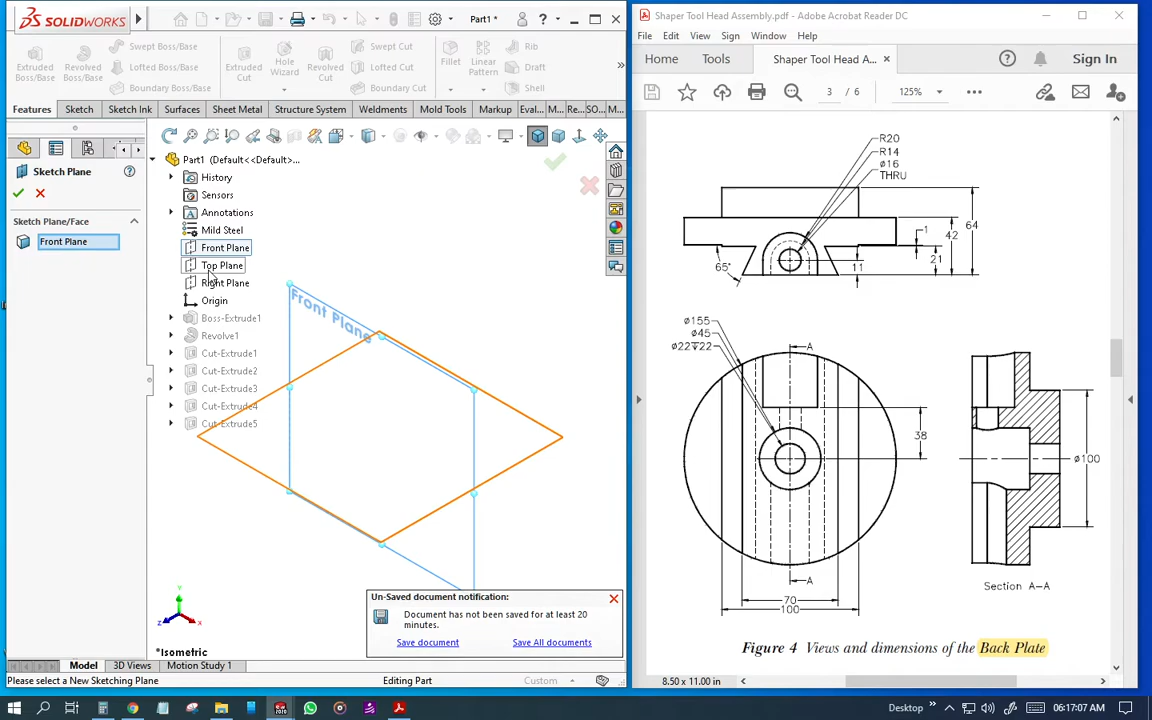 SOLIDWORKS
Part1 *
?
Extruded Boss/Base
Revolved Boss/Base
Swept Boss/Base
Lofted Boss/Base
Boundary Boss/Base
Extruded Cut
Hole Wizard
Revolved Cut
Swept Cut
Lofted Cut
Boundary Cut
Fillet
Linear Pattern
Rib
Draft
Shell
Features
Sketch
Sketch Ink
Surfaces
Sheet Metal
Structure System
Weldments
Mold Tools
Markup
Eval...
M...
Re...
SO...
M...
Sketch Plane
Sketch Plane/Face
Front Plane
Part1 (Default<<Default>...
History
Sensors
Annotations
Mild Steel
Front Plane
Top Plane
Right Plane
Origin
Boss-Extrude1
Revolve1
Cut-Extrude1
Cut-Extrude2
Cut-Extrude3
Cut-Extrude4
Cut-Extrude5
Front Plane
Y
X
Z
*Isometric
Un-Saved document notification:
Document has not been saved for at least 20
minutes.
Save document
Save All documents
Model
3D Views
Motion Study 1
Please select a New Sketching Plane
Editing Part
Custom
Shaper Tool Head Assembly.pdf - Adobe Acrobat Reader DC
File Edit View Sign Window Help
Home
Tools
Shaper Tool Head A...
Sign In
3 / 6
125%
R20
R14
ø16
THRU
65°
1
11
21
42
64
ø155
ø45
ø22↧22
A
A
38
70
100
ø100
Section A-A
Figure 4 Views and dimensions of the Back Plate
8.50 x 11.00 in
Desktop
06:17:07 AM